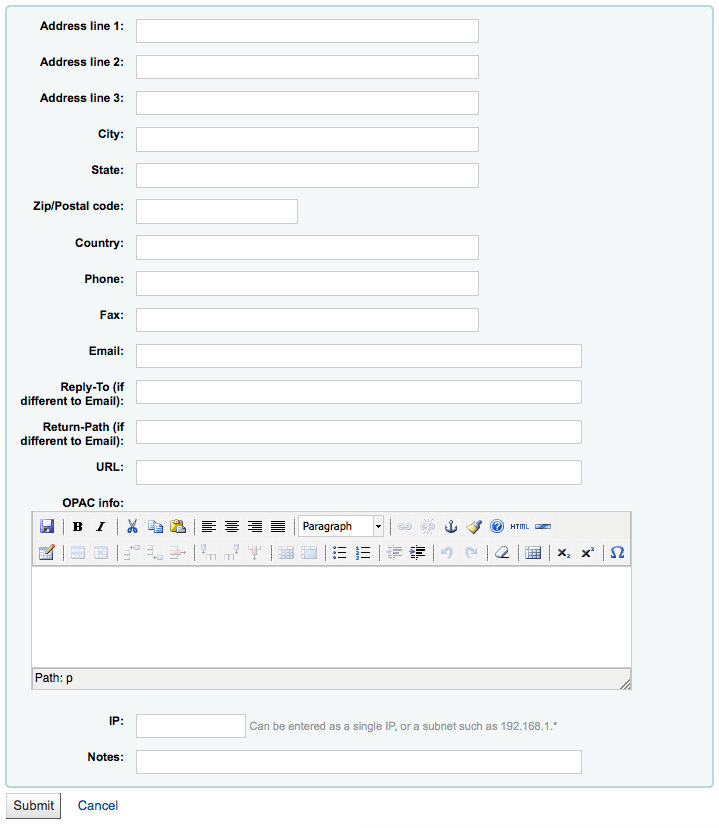 Address line 1:
Address line 2:
Address line 3:
City:
State:
Zip/Postal code:
Country:
Phone:
Fax:
Email:
Reply-To (if
different to Email):
Return-Path (if
different to Email):
URL:
OPAC info:
B I Paragraph HTML
x₂ x² Ω
Path: p
IP: Can be entered as a single IP, or a subnet such as 192.168.1.*
Notes:
Submit Cancel